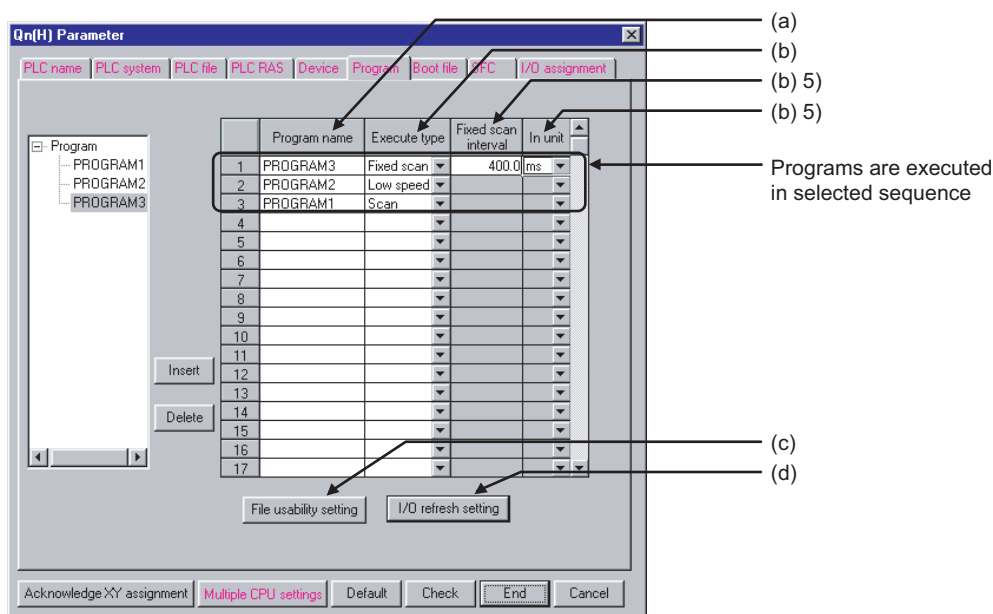 (a)
Qn(H) Parameter
(b)
PLC name PLC system PLC file PLC RAS Device Program Boot file SFC I/O assignment
(b) 5)
(b) 5)
Program name Execute type Fixed scan interval In unit
Program
PROGRAM1
PROGRAM2
PROGRAM3
1 PROGRAM3 Fixed scan 400.0 ms
2 PROGRAM2 Low speed
3 PROGRAM1 Scan
4
5
6
7
8
9
10
11
12
13
14
15
16
17
Programs are executed
in selected sequence
Insert
Delete
(c)
(d)
File usability setting I/O refresh setting
Acknowledge XY assignment Multiple CPU settings Default Check End Cancel